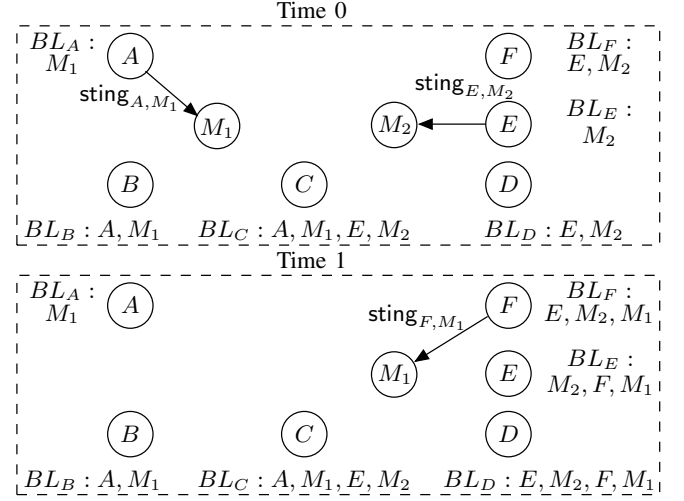 Time 0
BL_A : A F BL_F :
M_1 E, M_2
sting_{A,M_1} sting_{E,M_2}
M_1 M_2 E BL_E :
M_2
B C D
BL_B : A, M_1 BL_C : A, M_1, E, M_2 BL_D : E, M_2
Time 1
BL_A : A F BL_F :
M_1 E, M_2, M_1
sting_{F,M_1}
M_1 E BL_E :
M_2, F, M_1
B C D
BL_B : A, M_1 BL_C : A, M_1, E, M_2 BL_D : E, M_2, F, M_1